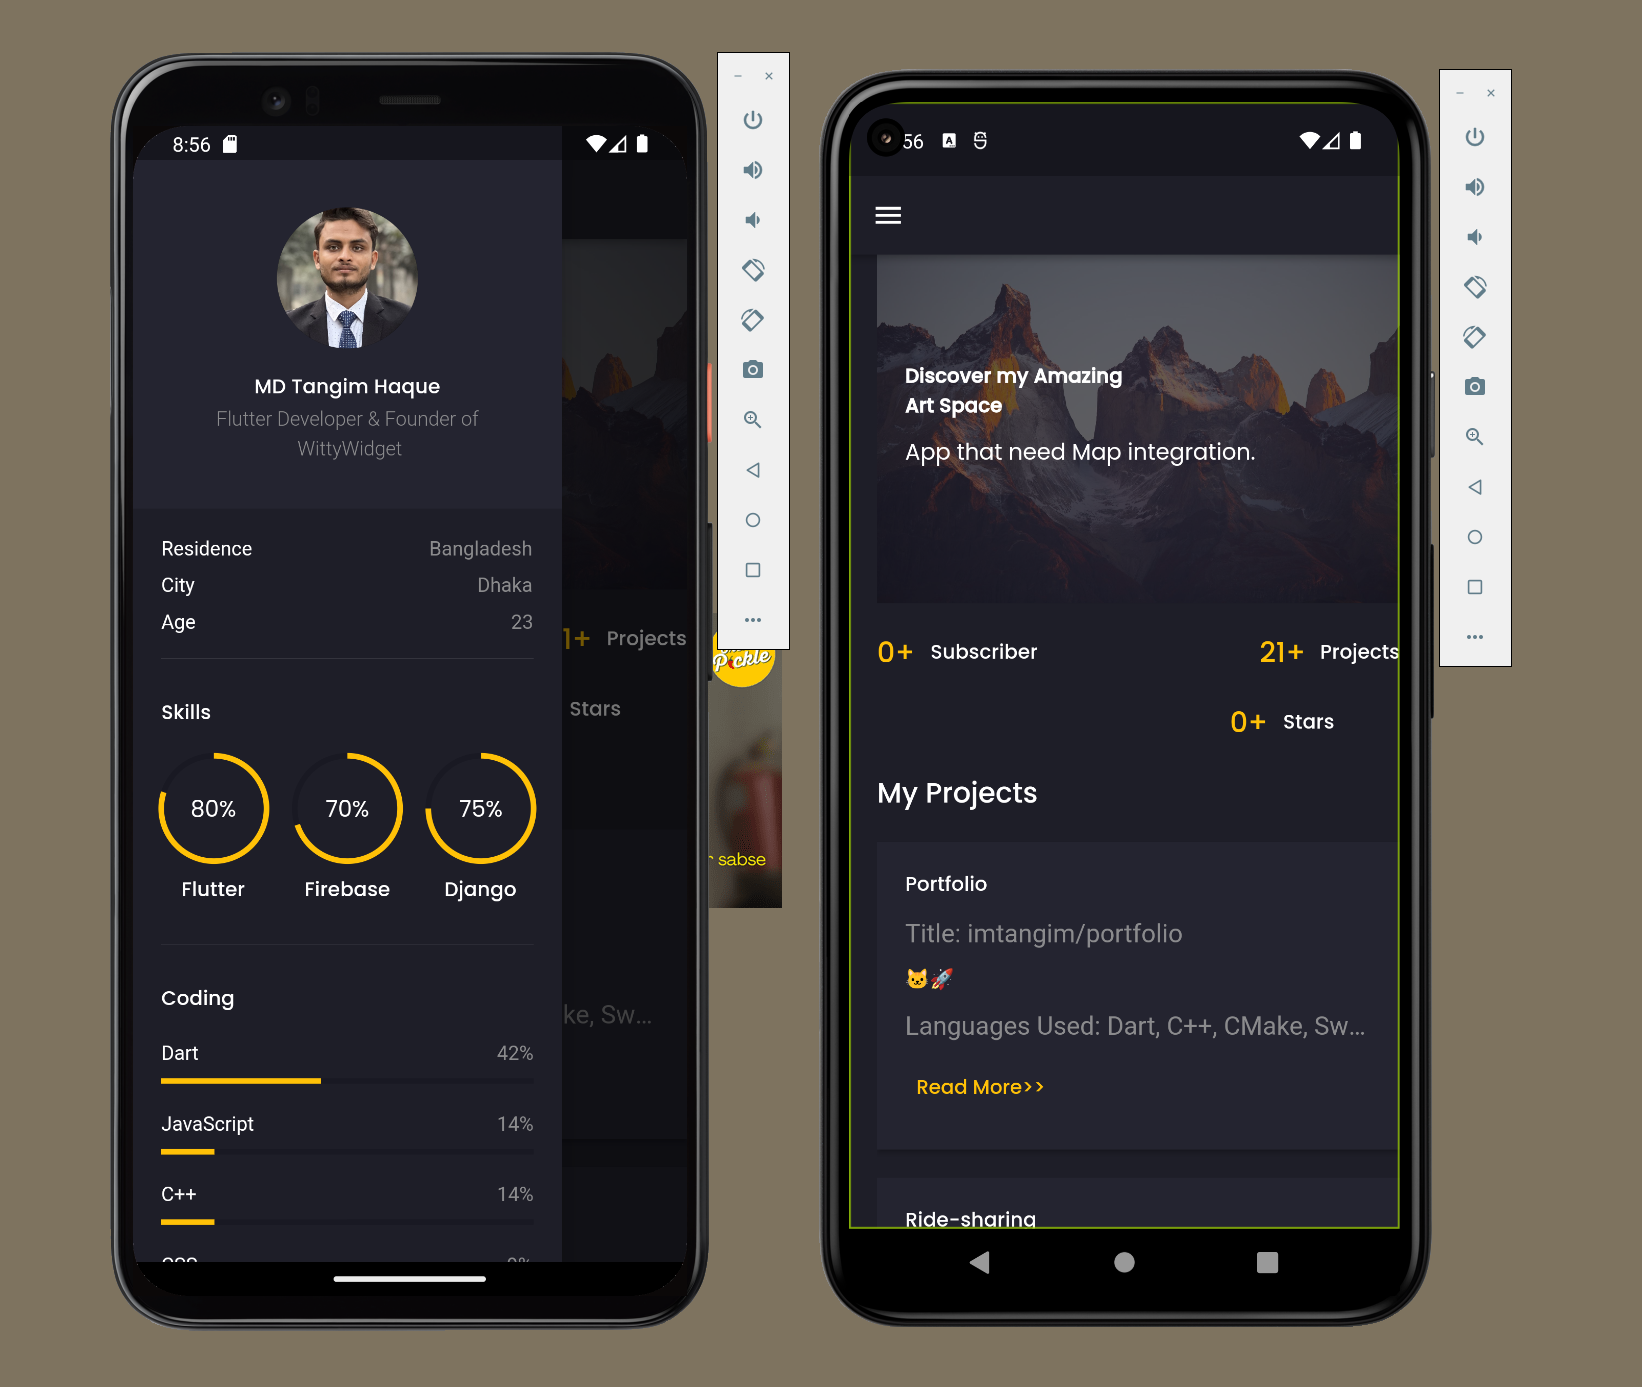 8:56
MD Tangim Haque
Flutter Developer & Founder of
WittyWidget
Residence Bangladesh
City Dhaka
Age 23
Skills
80% 70% 75%
Flutter Firebase Django
Coding
Dart 42%
JavaScript 14%
C++ 14%
1+ Projects
Stars
ke, Sw...
Pickle
sabse
56
Discover my Amazing
Art Space
App that need Map integration.
0+ Subscriber 21+ Projects
0+ Stars
My Projects
Portfolio
Title: imtangim/portfolio
🐱🚀
Languages Used: Dart, C++, CMake, Sw...
Read More>>
Ride-sharing